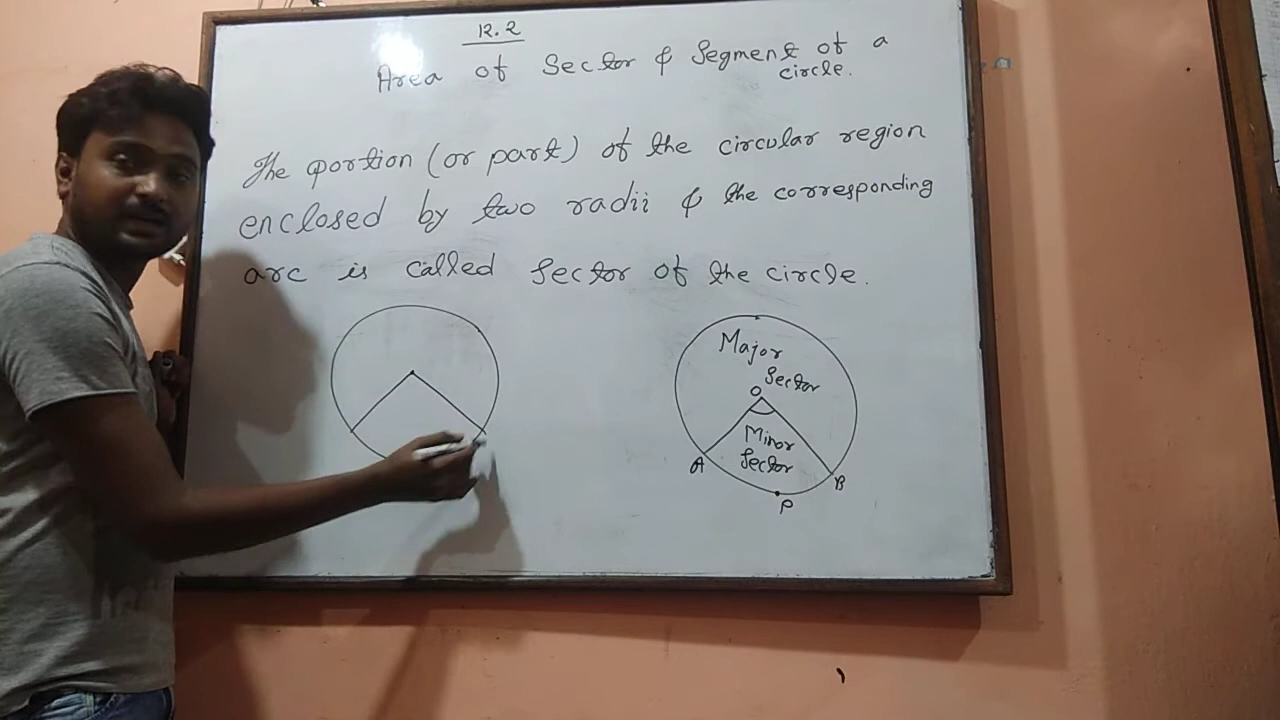 12.2
Area of Sector & Segment of a
circle.
The portion (or part) of the circular region
enclosed by two radii & the corresponding
arc is called Sector of the circle.
Major
Sector
O
Minor
Sector
A
B
P